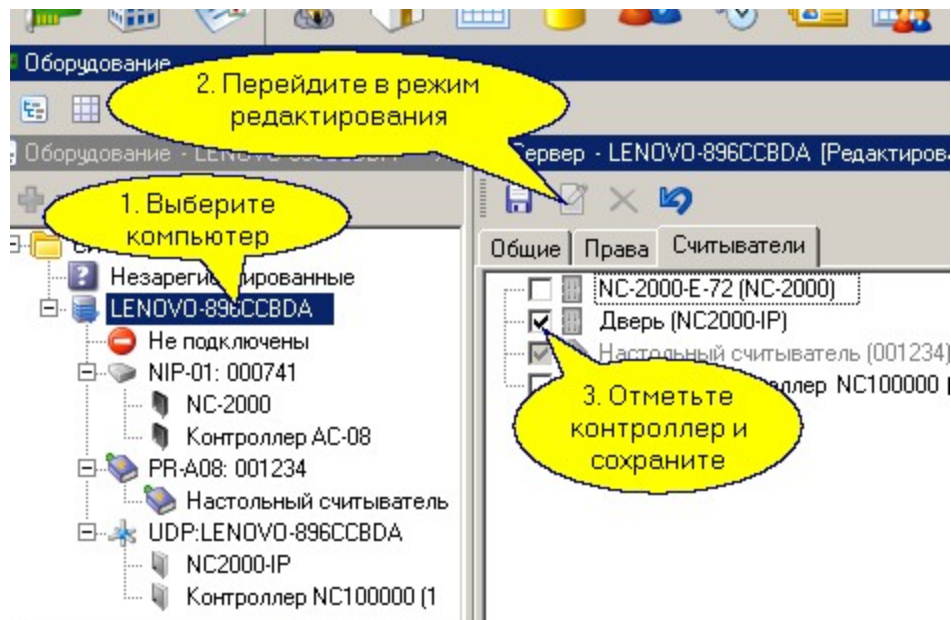 Оборудование
2. Перейдите в режим
редактирования
Оборудование - LENOVO-896CCBDA
Сервер - LENOVO-896CCBDA [Редактиров
1. Выберите
компьютер
Общие Права Считыватели
Незарегистрированные
LENOVO-896CCBDA
Не подключены
NIP-01: 000741
NC-2000
Контроллер AC-08
PR-A08: 001234
Настольный считыватель
UDP:LENOVO-896CCBDA
NC2000-IP
Контроллер NC100000 (1
NC-2000-E-72 (NC-2000)
Дверь (NC2000-IP)
Настольный считыватель (001234)
NC100000
3. Отметьте
контроллер и
сохраните